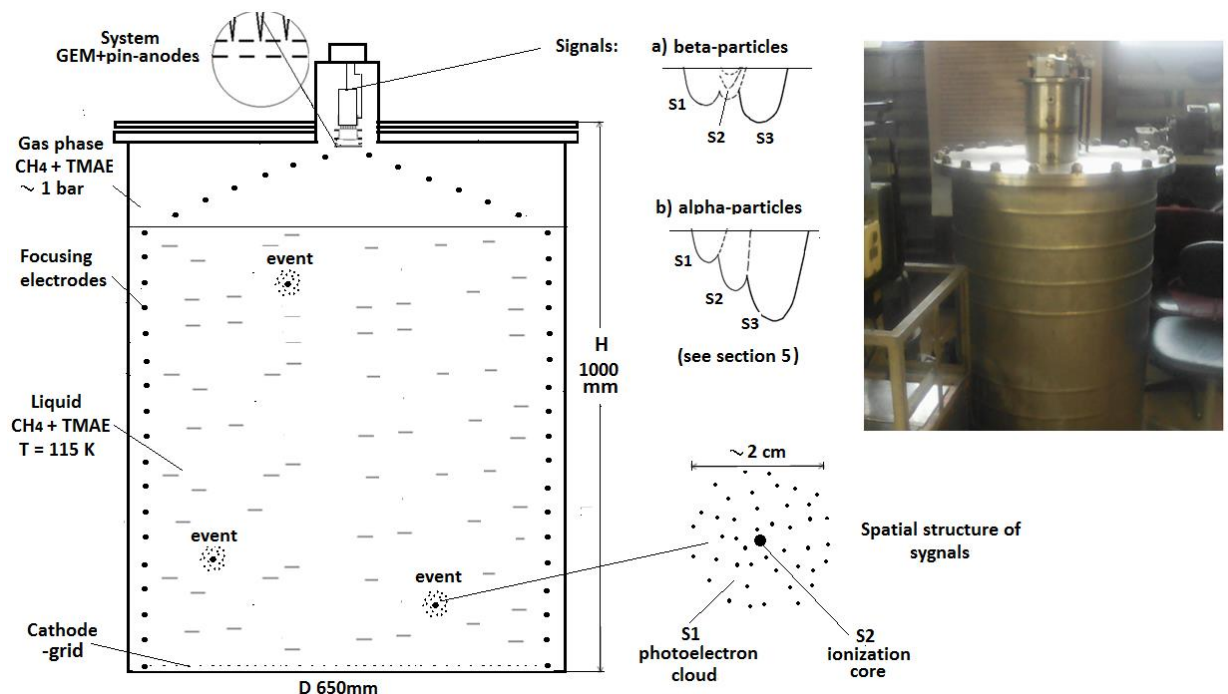 System
GEM+pin-anodes
Signals:
a) beta-particles
S1
S2
S3
Gas phase
CH4 + TMAE
~ 1 bar
b) alpha-particles
S1
S2
S3
(see section 5)
Focusing
electrodes
event
H
1000
mm
Liquid
CH4 + TMAE
T = 115 K
~ 2 cm
event
event
Spatial structure of
sygnals
Cathode
-grid
S1
photoelectron
cloud
S2
ionization
core
D 650mm